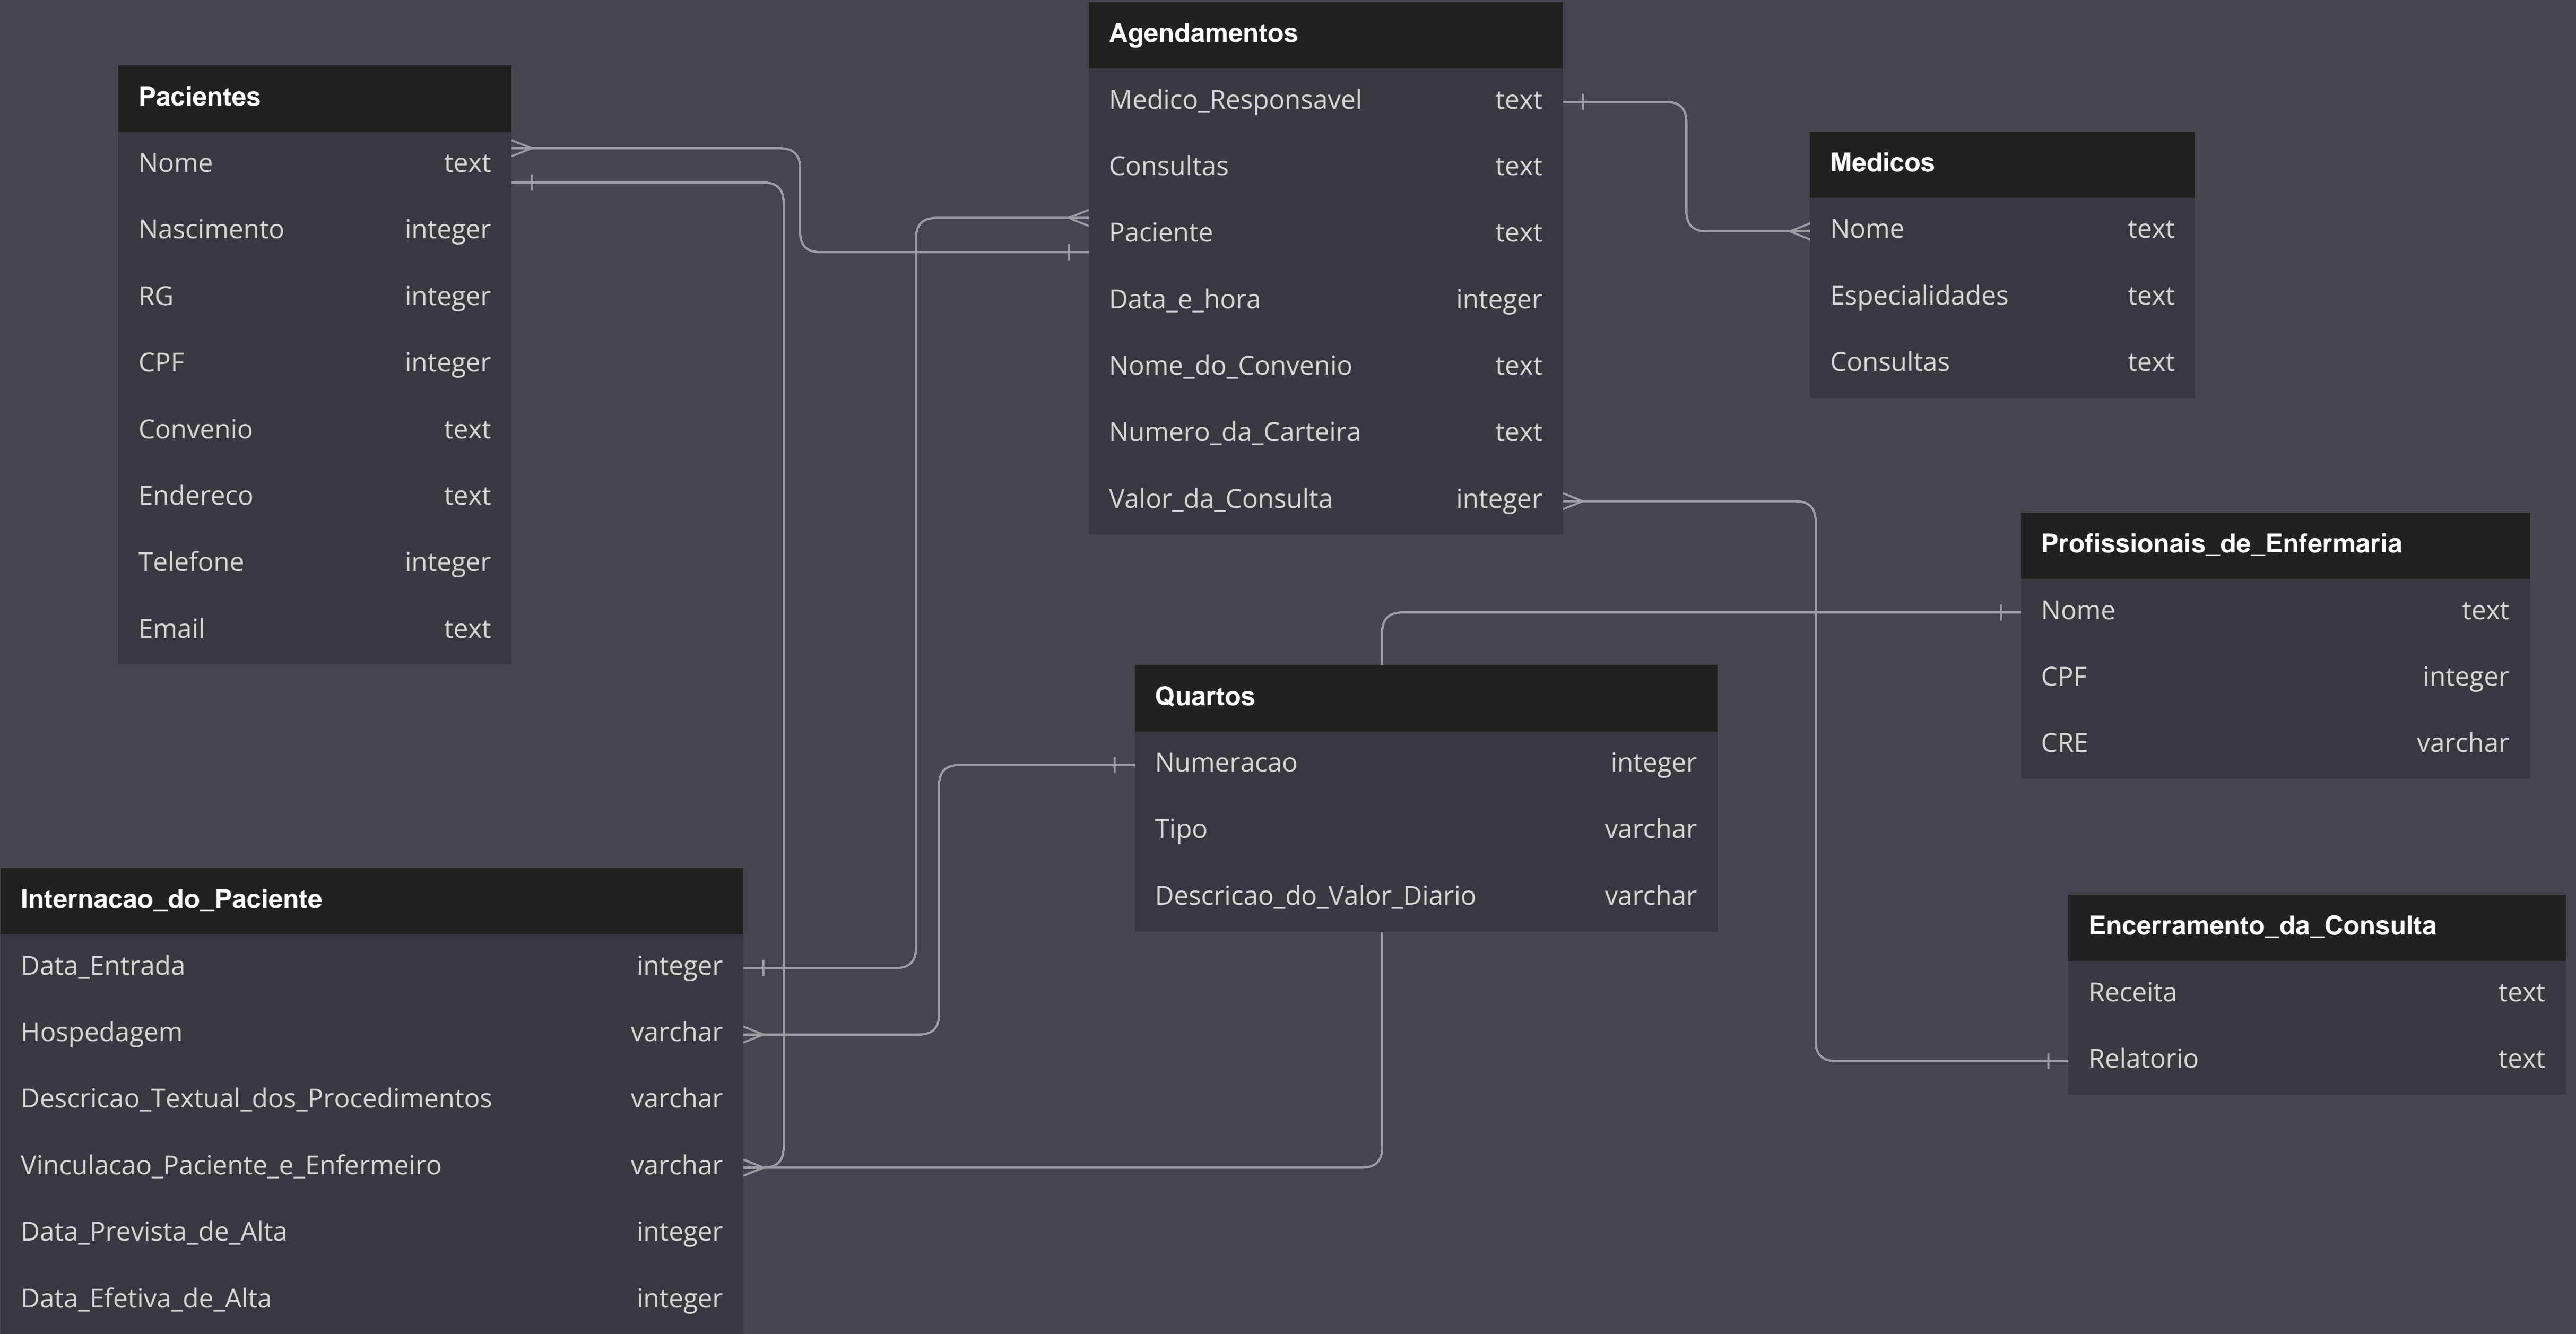 Agendamentos
Medico_Responsavel text
Consultas text
Paciente text
Data_e_hora integer
Nome_do_Convenio text
Numero_da_Carteira text
Valor_da_Consulta integer
Pacientes
Nome text
Nascimento integer
RG integer
CPF integer
Convenio text
Endereco text
Telefone integer
Email text
Medicos
Nome text
Especialidades text
Consultas text
Profissionais_de_Enfermaria
Nome text
CPF integer
CRE varchar
Quartos
Numeracao integer
Tipo varchar
Descricao_do_Valor_Diario varchar
Internacao_do_Paciente
Data_Entrada integer
Hospedagem varchar
Descricao_Textual_dos_Procedimentos varchar
Vinculacao_Paciente_e_Enfermeiro varchar
Data_Prevista_de_Alta integer
Data_Efetiva_de_Alta integer
Encerramento_da_Consulta
Receita text
Relatorio text